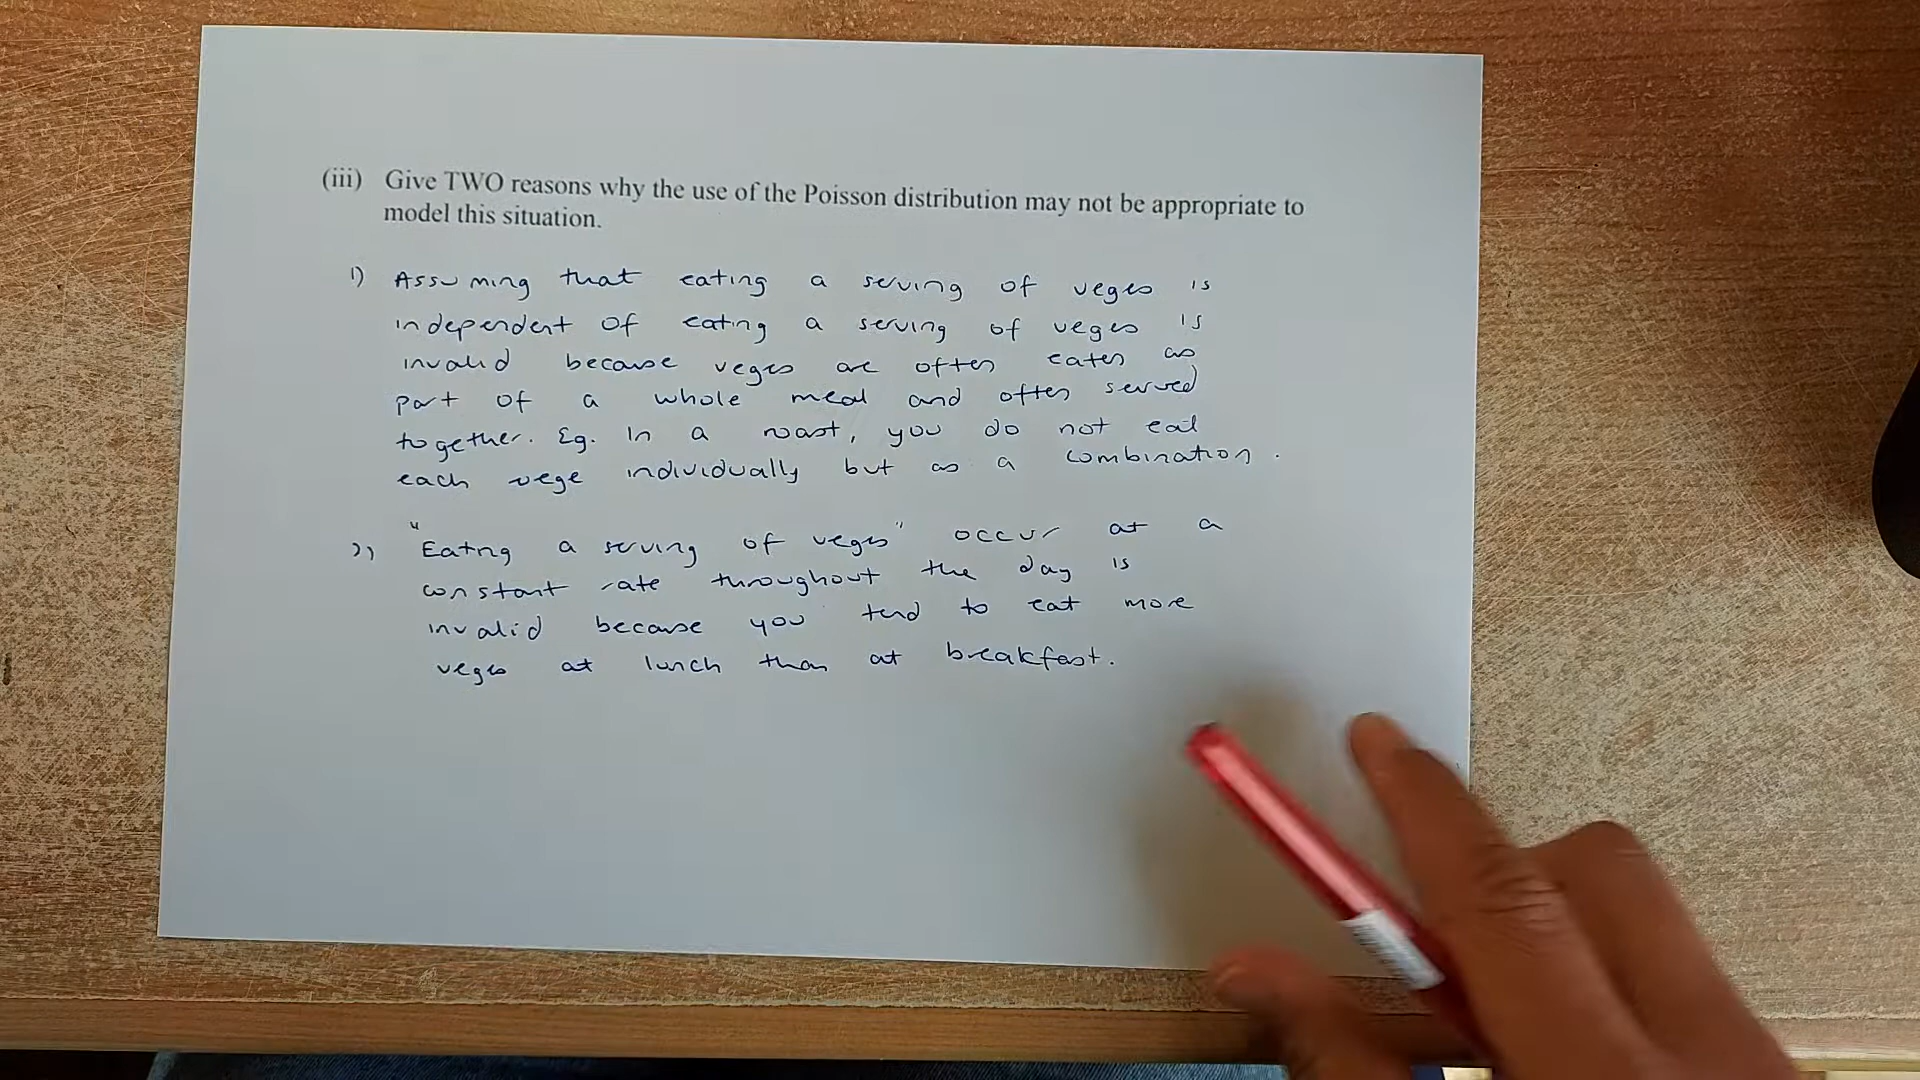 (iii) Give TWO reasons why the use of the Poisson distribution may not be appropriate to
model this situation.
1) Assuming that eating a serving of veges is
independent of eating a serving of veges is
invalid because veges are often eaten as
part of a whole meal and often served
together. Eg. In a roast, you do not eat
each vege individually but as a combination.
2) "Eating a serving of veges" occur at a
constant rate throughout the day is
invalid because you tend to eat more
veges at lunch than at breakfast.